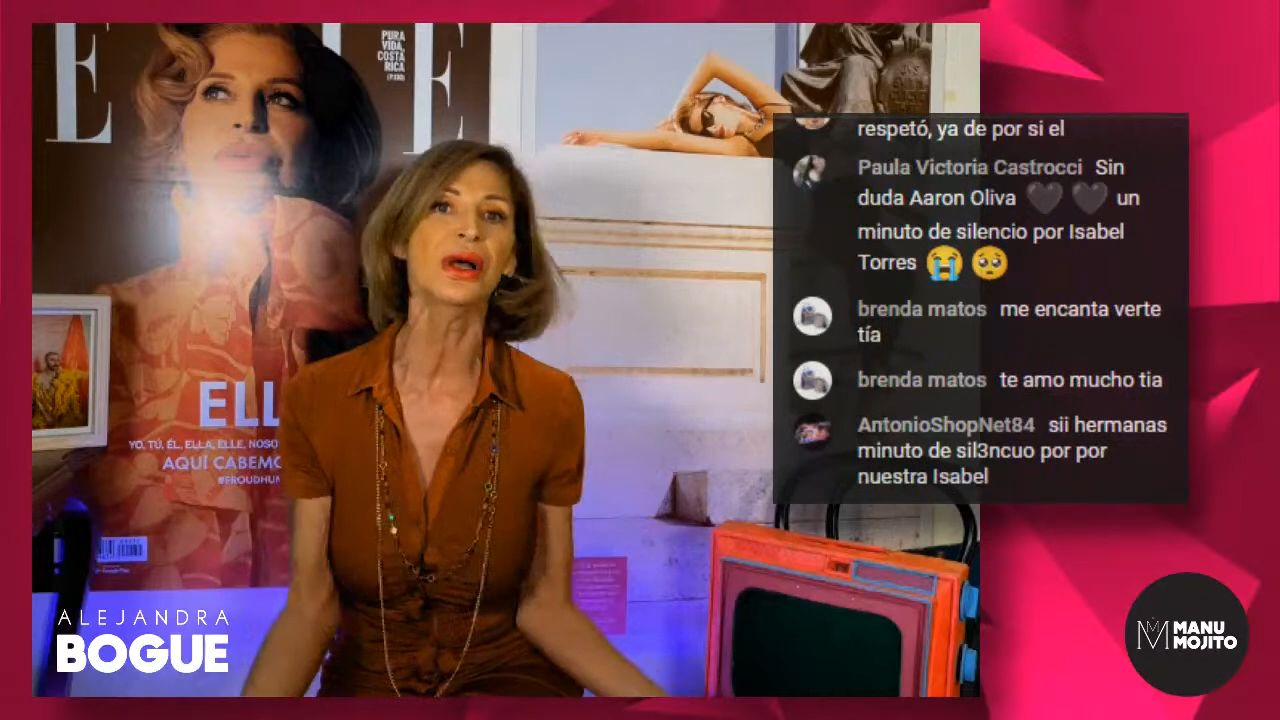 E E
PURA
VIDA,
COSTA
RICA
ELL
YO, TÚ, ÉL, ELLA, ELLE, NOSO
AQUÍ CABEMO
#PROUDHUM
respetó, ya de por si el
Paula Victoria Castrocci Sin
duda Aaron Oliva 🖤 🖤 un
minuto de silencio por Isabel
Torres 😭 🥺
brenda matos me encanta verte
tía
brenda matos te amo mucho tia
AntonioShopNet84 sii hermanas
minuto de sil3ncuo por por
nuestra Isabel
ALEJANDRA
BOGUE
M MANU
MOJITO